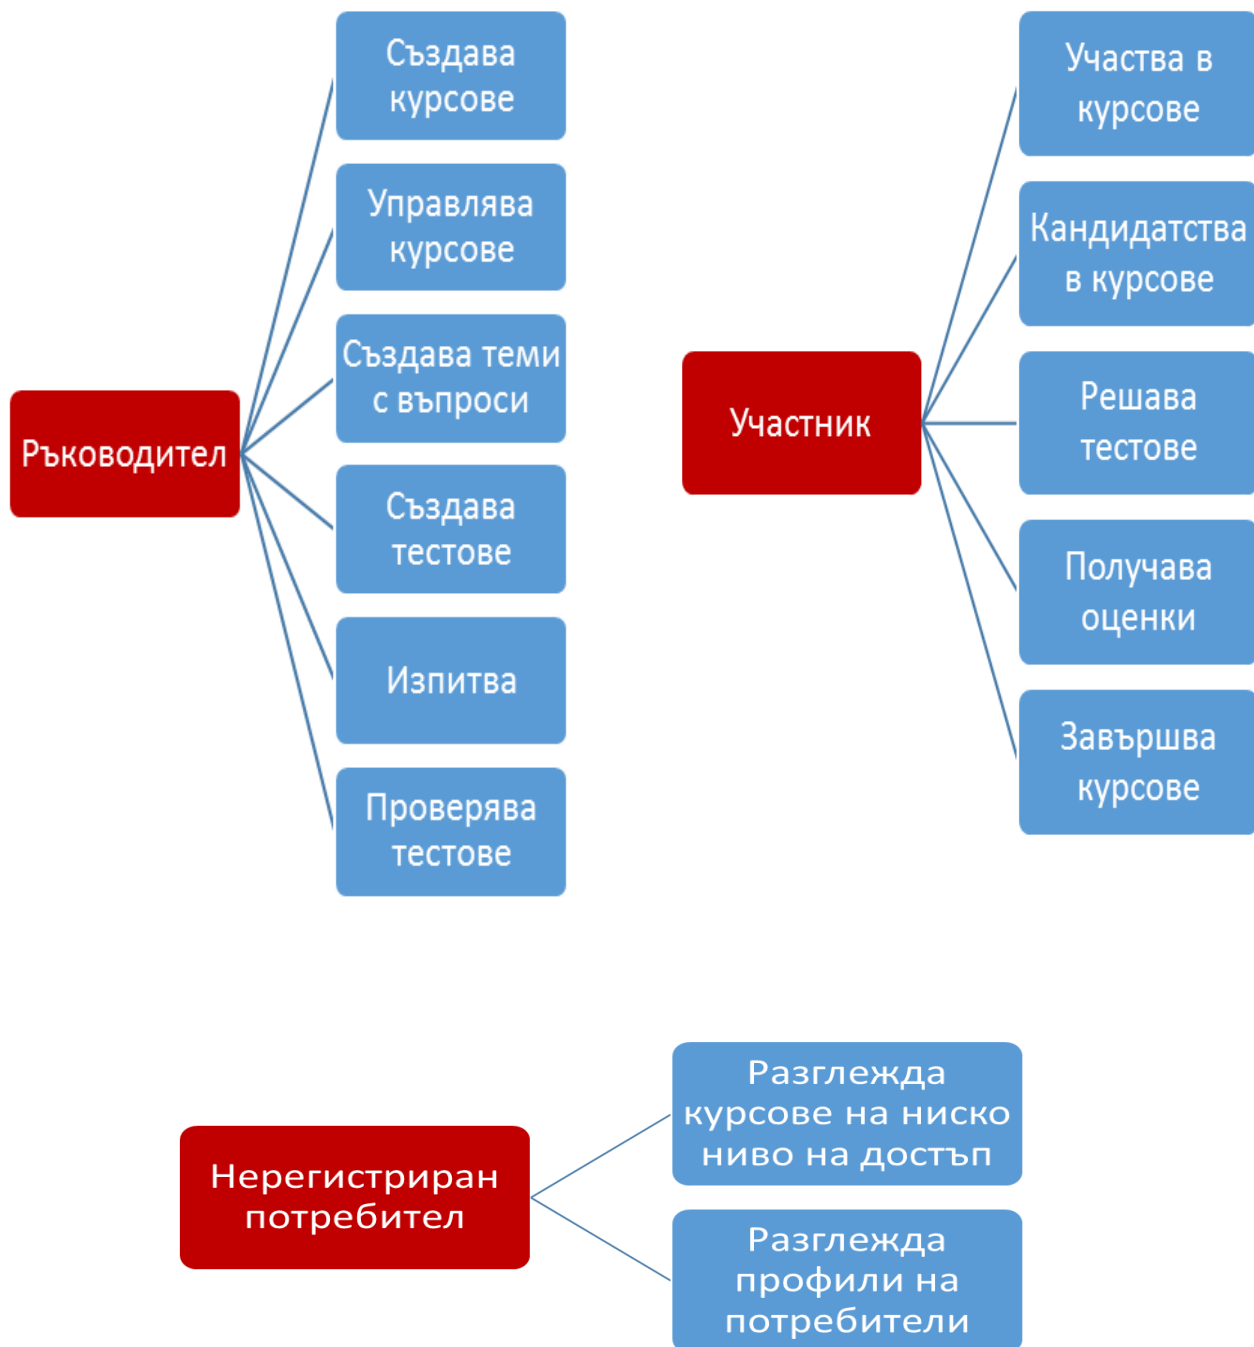 Ръководител
Създава
курсове
Управлява
курсове
Създава теми
с въпроси
Създава
тестове
Изпитва
Проверява
тестове
Участник
Участва в
курсове
Кандидатства
в курсове
Решава
тестове
Получава
оценки
Завършва
курсове
Нерегистриран
потребител
Разглежда
курсове на ниско
ниво на достъп
Разглежда
профили на
потребители